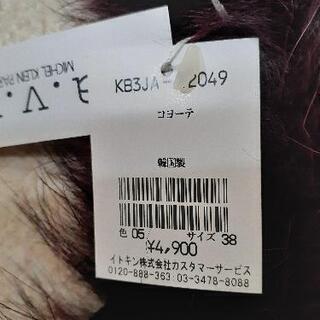 a.v.v
MICHEL KLEIN PARIS
KB3JA 2049
コヨーテ
韓国製
色 05 サイズ 38
¥4,900
イトキン株式会社カスタマーサービス
0120-888-363 03-3478-8088